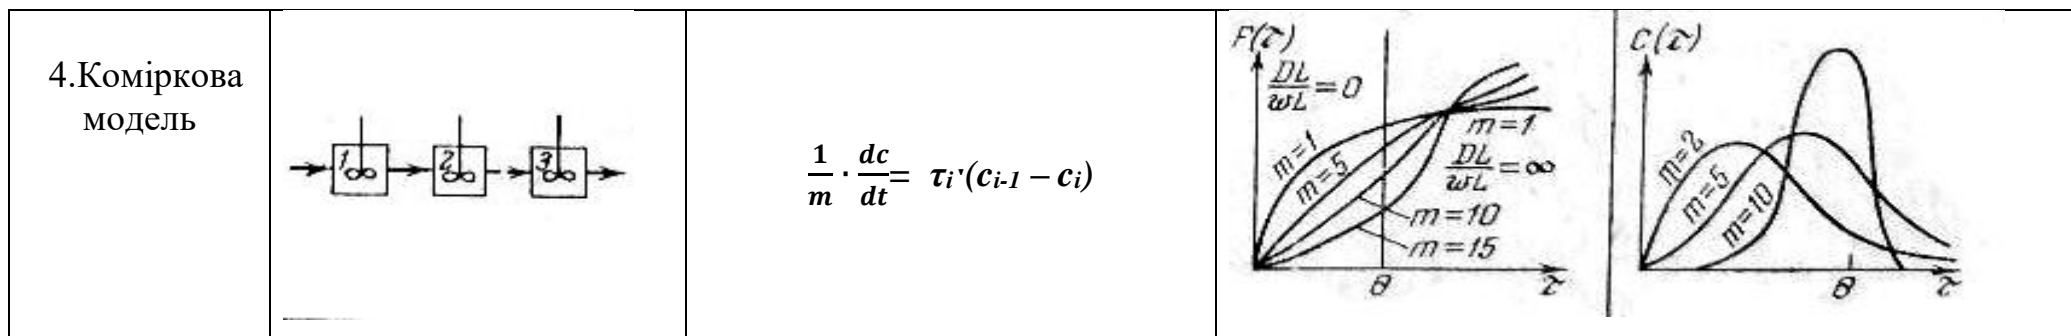 4.Коміркова
модель
1
2
3
1/m · dc/dt = τi'(ci-1 – ci)
F(τ)
DL/wL = 0
m=1
m=5
m=1
DL/wL = ∞
m=10
m=15
θ
τ
C(τ)
m=2
m=5
m=10
θ
τ